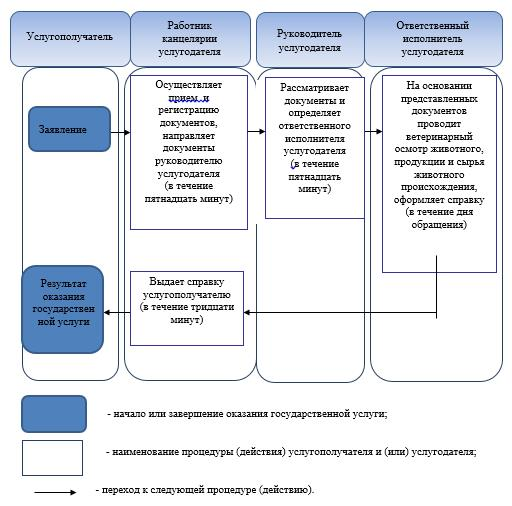 Услугополучатель
Работник
канцелярии
услугодателя
Руководитель
услугодателя
Ответственный
исполнитель
услугодателя
Заявление
Осуществляет
прием и
регистрацию
документов,
направляет
документы
руководителю
услугодателя
(в течение
пятнадцать минут)
Рассматривает
документы и
определяет
ответственного
исполнителя
услугодателя
(в течение
пятнадцать
минут)
На основании
представленных
документов
проводит
ветеринарный
осмотр животного,
продукции и сырья
животного
происхождения,
оформляет справку
(в течение дня
обращения)
Результат
оказания
государствен
ной услуги
Выдает справку
услугополучателю
(в течение тридцати
минут)
- начало или завершение оказания государственной услуги;
- наименование процедуры (действия) услугополучателя и (или) услугодателя;
- переход к следующей процедуре (действию).